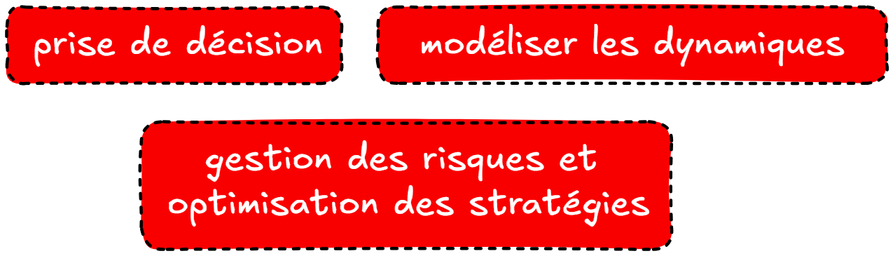 prise de décision
modéliser les dynamiques
gestion des risques et
optimisation des stratégies